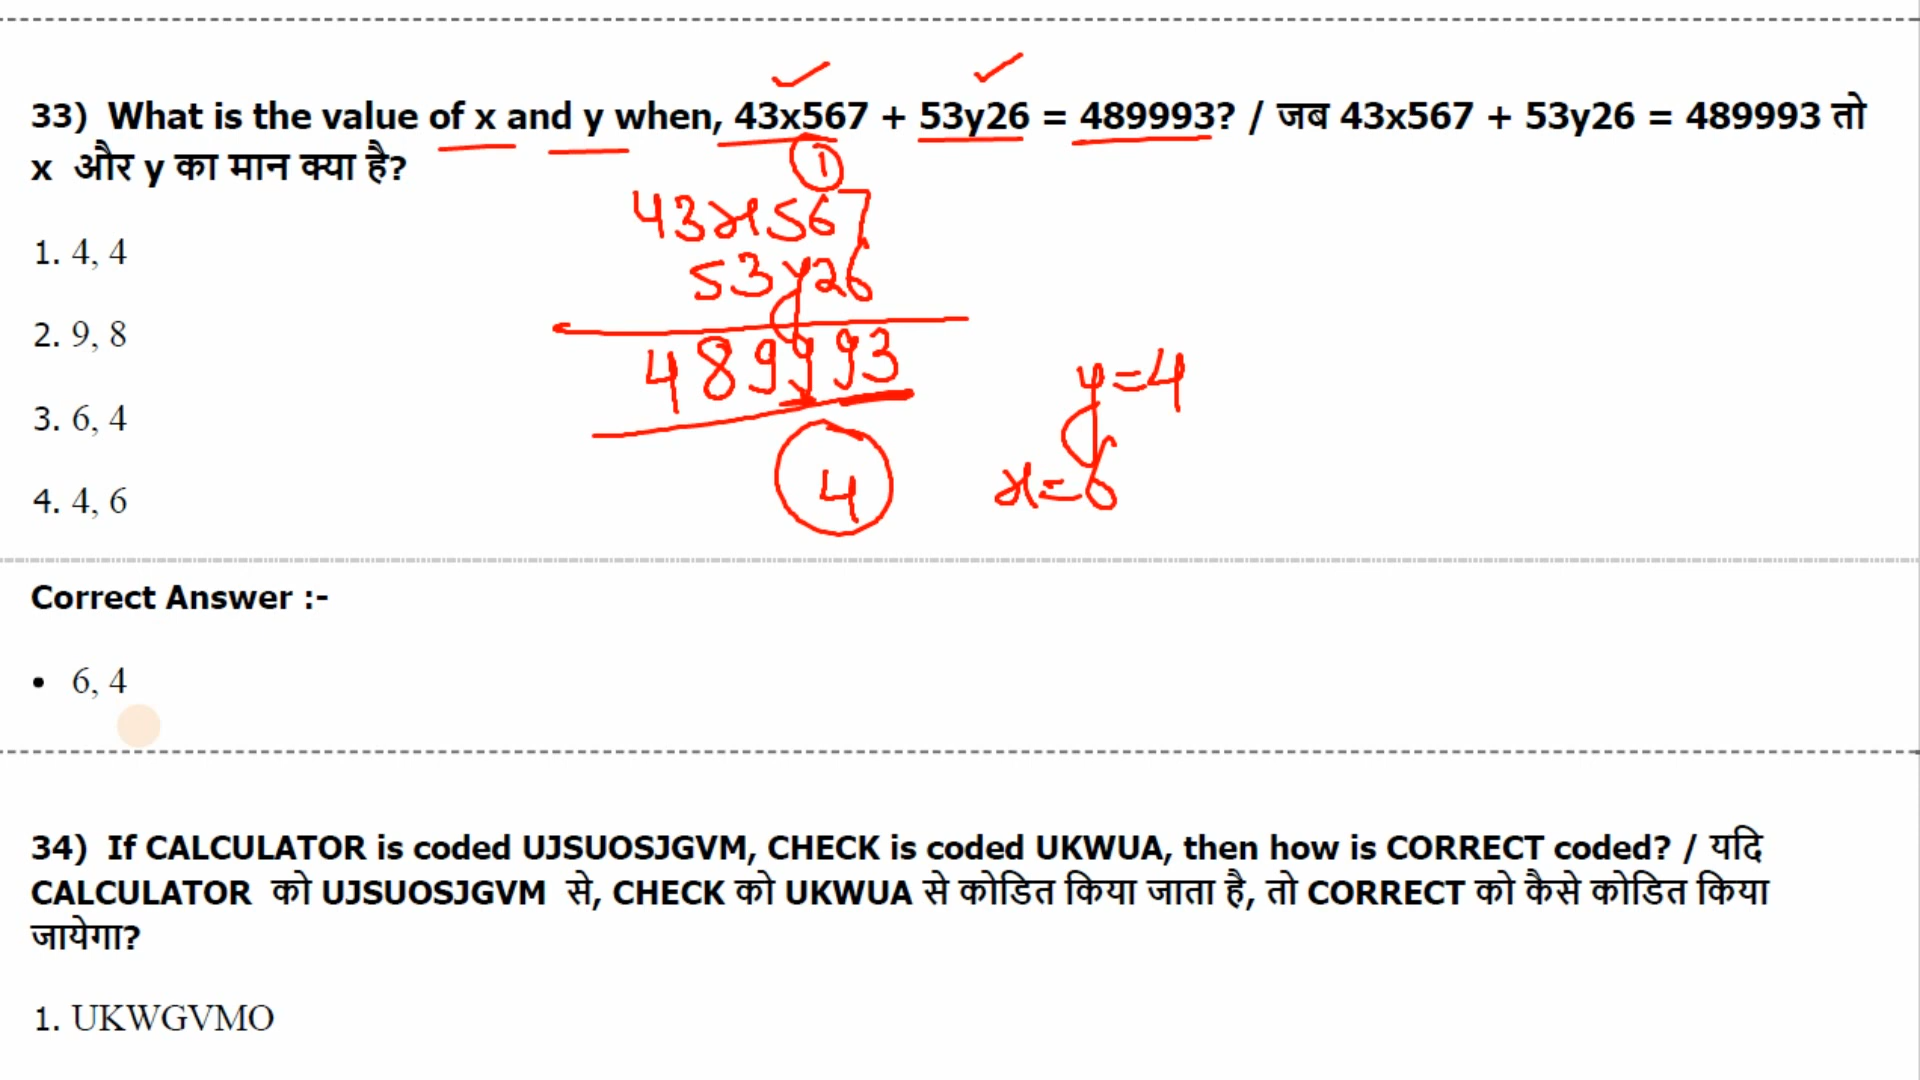 33) What is the value of x and y when, 43x567 + 53y26 = 489993? / जब 43x567 + 53y26 = 489993 तो
x और y का मान क्या है?
1
43x567
53y26
489993
4
y=4
x=6
1. 4, 4
2. 9, 8
3. 6, 4
4. 4, 6
Correct Answer :-
• 6, 4
34) If CALCULATOR is coded UJSUOSJGVM, CHECK is coded UKWUA, then how is CORRECT coded? / यदि
CALCULATOR को UJSUOSJGVM से, CHECK को UKWUA से कोडित किया जाता है, तो CORRECT को कैसे कोडित किया
जायेगा?
1. UKWGVMO